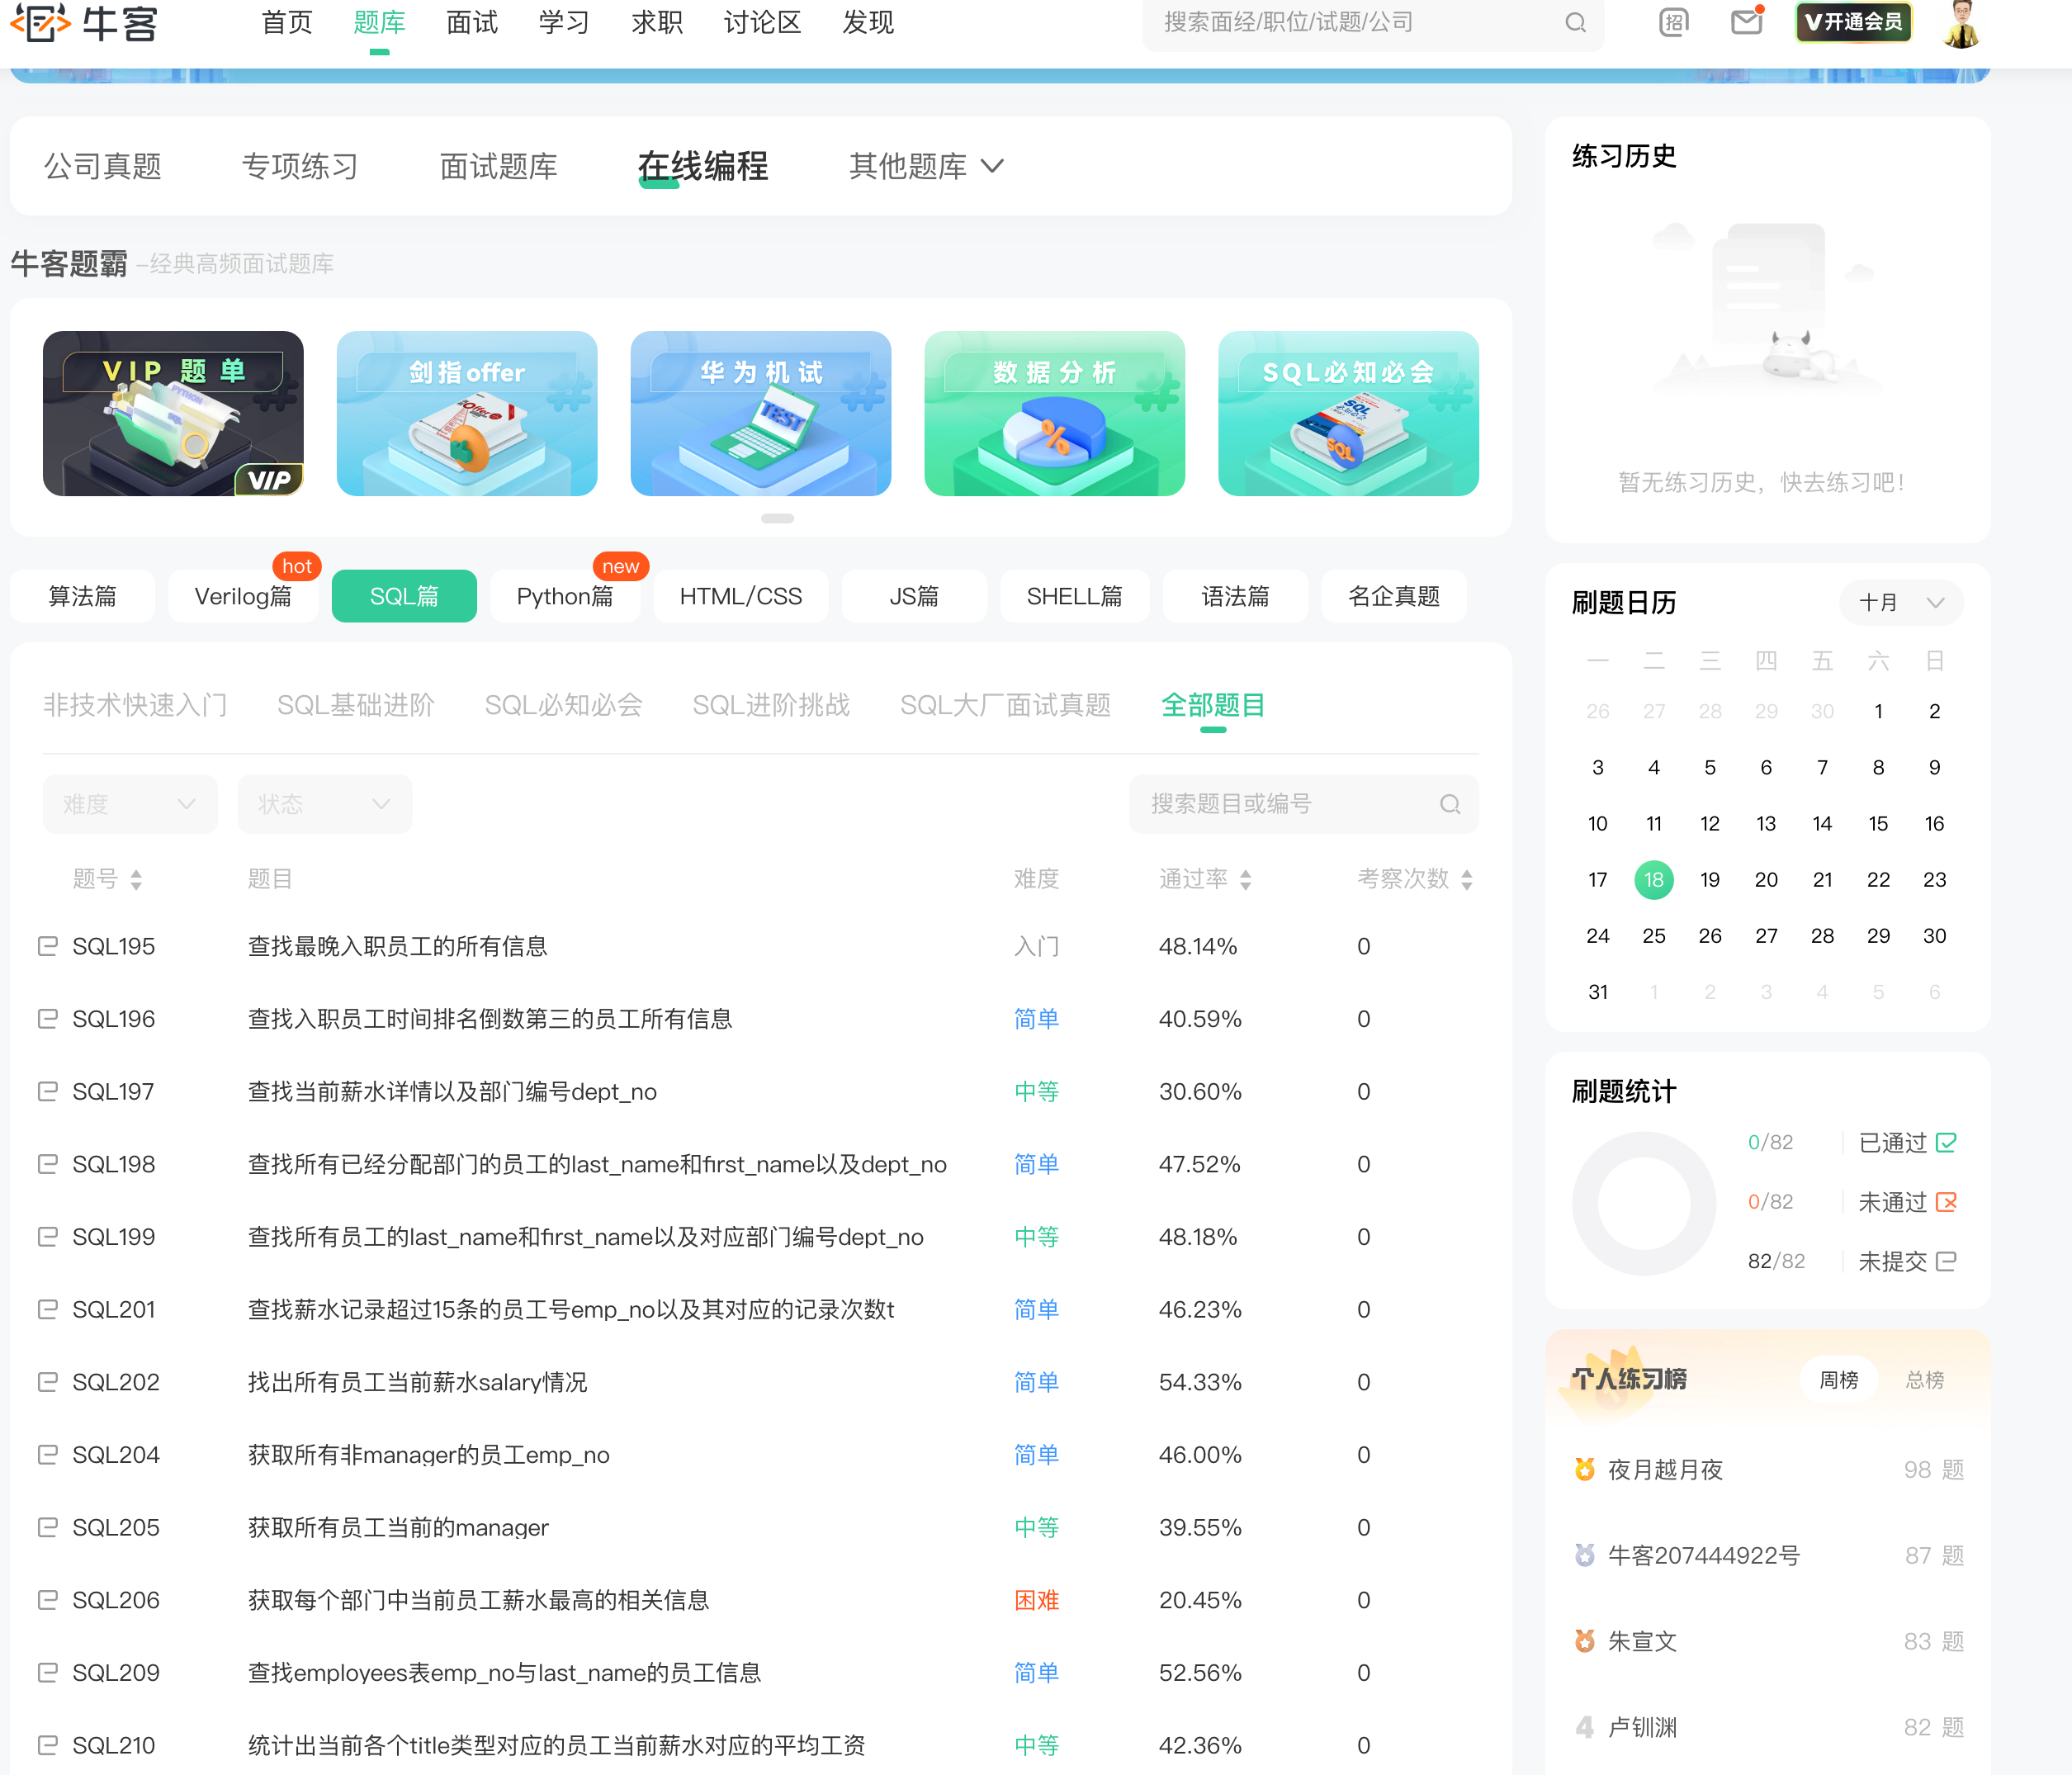 牛客 首页 题库 面试 学习 求职 讨论区 发现 搜索面经/职位/试题/公司 招 V开通会员
公司真题 专项练习 面试题库 在线编程 其他题库
牛客题霸 -经典高频面试题库
VIP 题单 剑指offer 华为机试 数据分析 SQL必知必会
VIP Offer TEST % SQL SQL
hot new
算法篇 Verilog篇 SQL篇 Python篇 HTML/CSS JS篇 SHELL篇 语法篇 名企真题
非技术快速入门 SQL基础进阶 SQL必知必会 SQL进阶挑战 SQL大厂面试真题 全部题目
难度 状态 搜索题目或编号
题号 题目 难度 通过率 考察次数
SQL195 查找最晚入职员工的所有信息 入门 48.14% 0
SQL196 查找入职员工时间排名倒数第三的员工所有信息 简单 40.59% 0
SQL197 查找当前薪水详情以及部门编号dept_no 中等 30.60% 0
SQL198 查找所有已经分配部门的员工的last_name和first_name以及dept_no 简单 47.52% 0
SQL199 查找所有员工的last_name和first_name以及对应部门编号dept_no 中等 48.18% 0
SQL201 查找薪水记录超过15条的员工号emp_no以及其对应的记录次数t 简单 46.23% 0
SQL202 找出所有员工当前薪水salary情况 简单 54.33% 0
SQL204 获取所有非manager的员工emp_no 简单 46.00% 0
SQL205 获取所有员工当前的manager 中等 39.55% 0
SQL206 获取每个部门中当前员工薪水最高的相关信息 困难 20.45% 0
SQL209 查找employees表emp_no与last_name的员工信息 简单 52.56% 0
SQL210 统计出当前各个title类型对应的员工当前薪水对应的平均工资 中等 42.36% 0
练习历史
暂无练习历史，快去练习吧！
刷题日历 十月
一 二 三 四 五 六 日
26 27 28 29 30 1 2
3 4 5 6 7 8 9
10 11 12 13 14 15 16
17 18 19 20 21 22 23
24 25 26 27 28 29 30
31 1 2 3 4 5 6
刷题统计
0/82 已通过
0/82 未通过
82/82 未提交
个人练习榜 周榜 总榜
夜月越月夜 98 题
牛客207444922号 87 题
朱宣文 83 题
4 卢钏渊 82 题